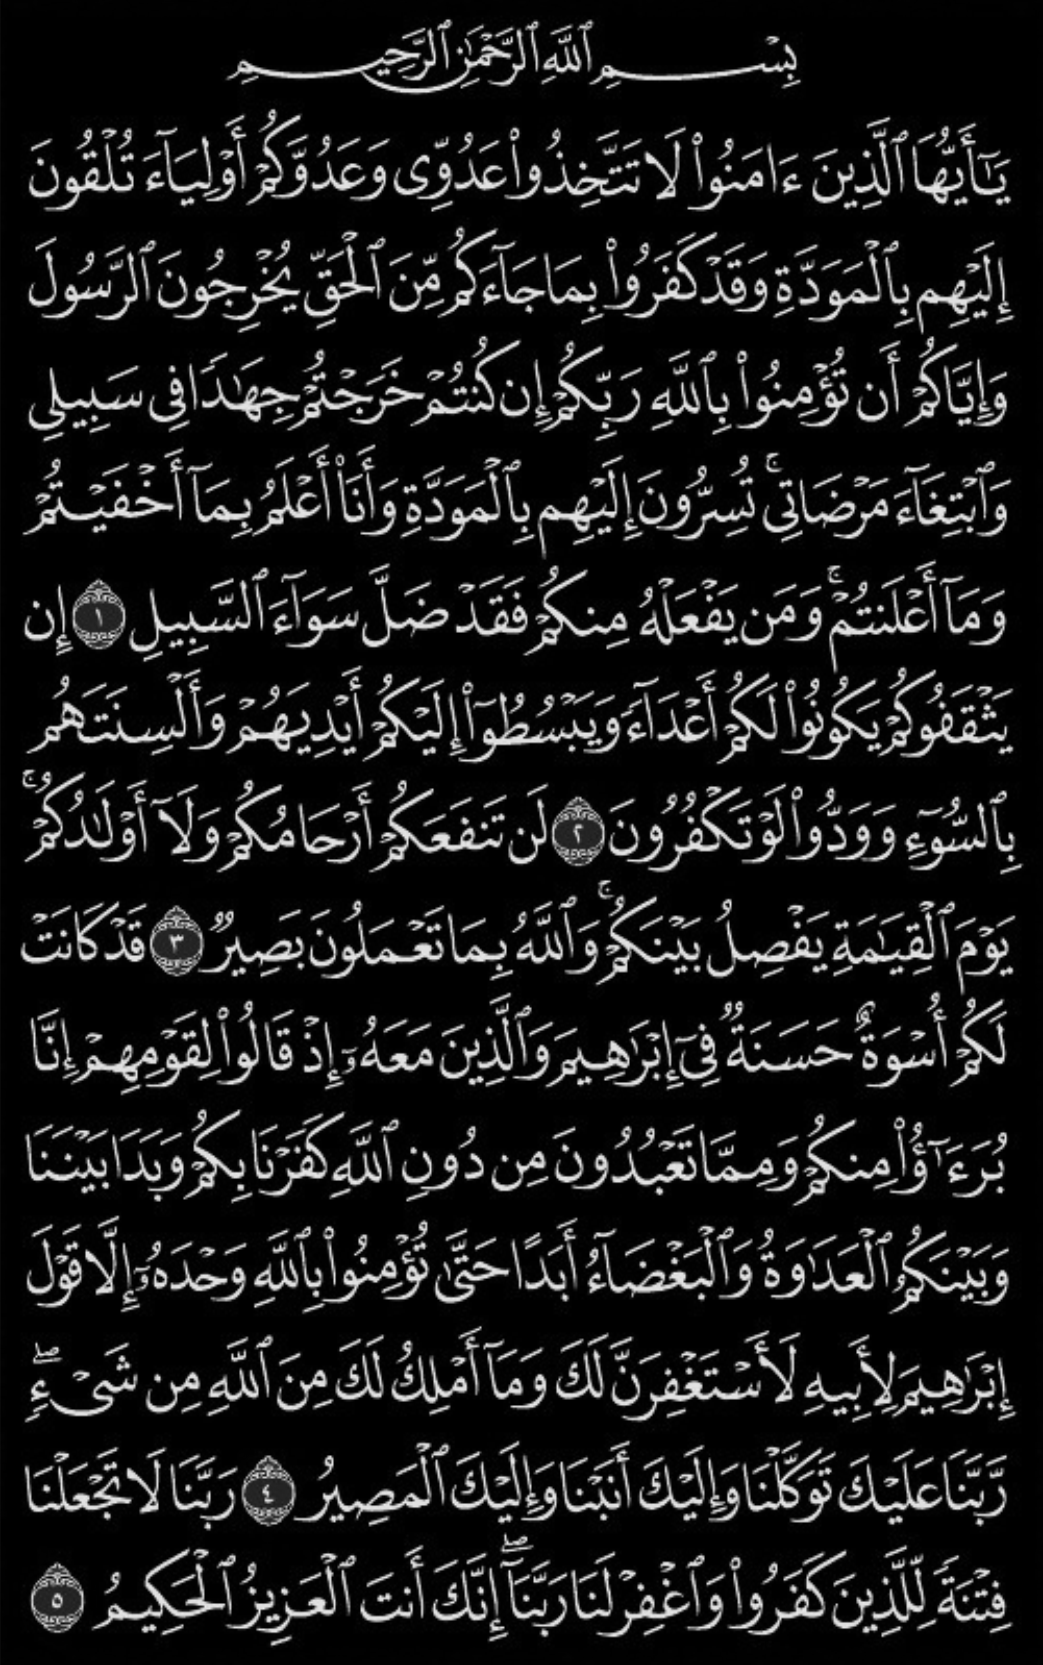 بِسْمِ ٱللَّهِ ٱلرَّحْمَٰنِ ٱلرَّحِيمِ
يَٰٓأَيُّهَا ٱلَّذِينَ ءَامَنُوا۟ لَا تَتَّخِذُوا۟ عَدُوِّى وَعَدُوَّكُمْ أَوْلِيَآءَ تُلْقُونَ
إِلَيْهِم بِٱلْمَوَدَّةِ وَقَدْ كَفَرُوا۟ بِمَا جَآءَكُم مِّنَ ٱلْحَقِّ يُخْرِجُونَ ٱلرَّسُولَ
وَإِيَّاكُمْ أَن تُؤْمِنُوا۟ بِٱللَّهِ رَبِّكُمْ إِن كُنتُمْ خَرَجْتُمْ جِهَٰدًا فِى سَبِيلِى
وَٱبْتِغَآءَ مَرْضَاتِى ۚ تُسِرُّونَ إِلَيْهِم بِٱلْمَوَدَّةِ وَأَنَا۠ أَعْلَمُ بِمَآ أَخْفَيْتُمْ
وَمَآ أَعْلَنتُمْ ۚ وَمَن يَفْعَلْهُ مِنكُمْ فَقَدْ ضَلَّ سَوَآءَ ٱلسَّبِيلِ ١ إِن
يَثْقَفُوكُمْ يَكُونُوا۟ لَكُمْ أَعْدَآءً وَيَبْسُطُوٓا۟ إِلَيْكُمْ أَيْدِيَهُمْ وَأَلْسِنَتَهُم
بِٱلسُّوٓءِ وَوَدُّوا۟ لَوْ تَكْفُرُونَ ٢ لَن تَنفَعَكُمْ أَرْحَامُكُمْ وَلَآ أَوْلَٰدُكُمْ ۚ
يَوْمَ ٱلْقِيَٰمَةِ يَفْصِلُ بَيْنَكُمْ ۚ وَٱللَّهُ بِمَا تَعْمَلُونَ بَصِيرٌ ٣ قَدْ كَانَتْ
لَكُمْ أُسْوَةٌ حَسَنَةٌ فِىٓ إِبْرَٰهِيمَ وَٱلَّذِينَ مَعَهُۥٓ إِذْ قَالُوا۟ لِقَوْمِهِمْ إِنَّا
بُرَءَٰٓؤُا۟ مِنكُمْ وَمِمَّا تَعْبُدُونَ مِن دُونِ ٱللَّهِ كَفَرْنَا بِكُمْ وَبَدَا بَيْنَنَا
وَبَيْنَكُمُ ٱلْعَدَٰوَةُ وَٱلْبَغْضَآءُ أَبَدًا حَتَّىٰ تُؤْمِنُوا۟ بِٱللَّهِ وَحْدَهُۥٓ إِلَّا قَوْلَ
إِبْرَٰهِيمَ لِأَبِيهِ لَأَسْتَغْفِرَنَّ لَكَ وَمَآ أَمْلِكُ لَكَ مِنَ ٱللَّهِ مِن شَىْءٍ ۖ
رَّبَّنَا عَلَيْكَ تَوَكَّلْنَا وَإِلَيْكَ أَنَبْنَا وَإِلَيْكَ ٱلْمَصِيرُ ٤ رَبَّنَا لَا تَجْعَلْنَا
فِتْنَةً لِّلَّذِينَ كَفَرُوا۟ وَٱغْفِرْ لَنَا رَبَّنَآ ۖ إِنَّكَ أَنتَ ٱلْعَزِيزُ ٱلْحَكِيمُ ٥